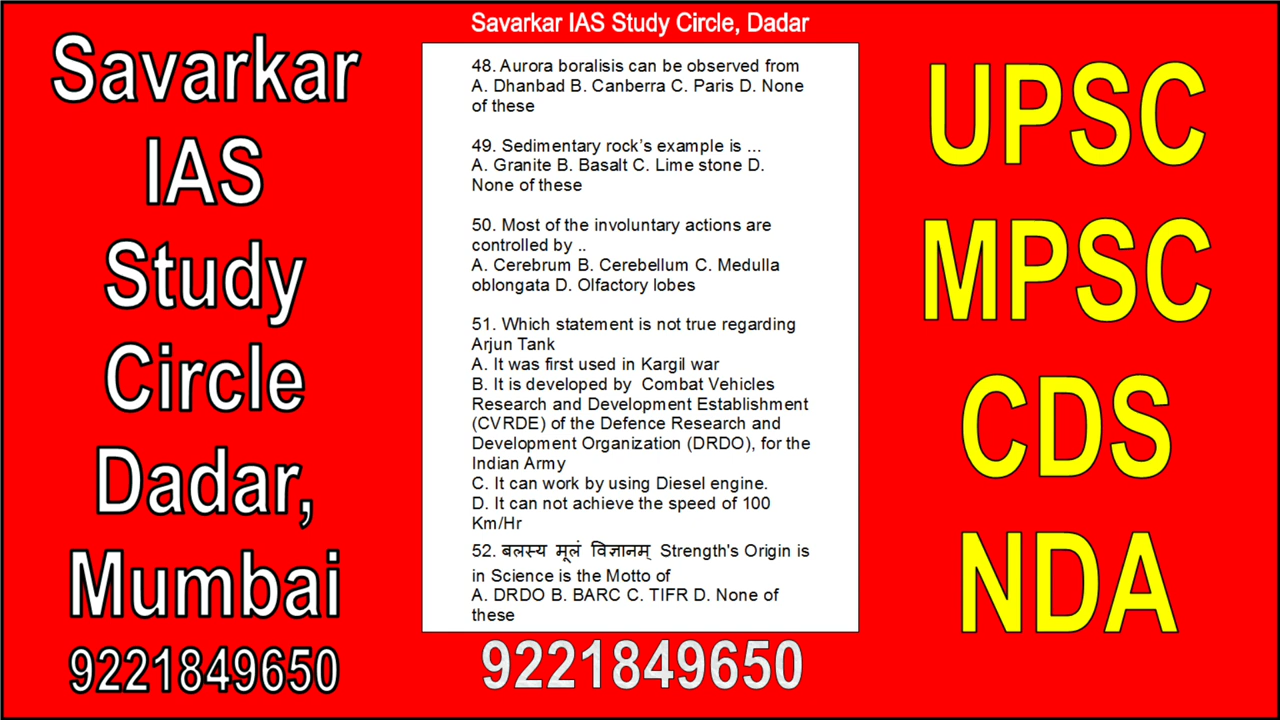 Savarkar
IAS
Study
Circle
Dadar,
Mumbai
9221849650
Savarkar IAS Study Circle, Dadar
48. Aurora boralisis can be observed from
A. Dhanbad B. Canberra C. Paris D. None
of these
49. Sedimentary rock's example is ...
A. Granite B. Basalt C. Lime stone D.
None of these
50. Most of the involuntary actions are
controlled by ..
A. Cerebrum B. Cerebellum C. Medulla
oblongata D. Olfactory lobes
51. Which statement is not true regarding
Arjun Tank
A. It was first used in Kargil war
B. It is developed by  Combat Vehicles
Research and Development Establishment
(CVRDE) of the Defence Research and
Development Organization (DRDO), for the
Indian Army
C. It can work by using Diesel engine.
D. It can not achieve the speed of 100
Km/Hr
52. बलस्य मूलं विज्ञानम् Strength's Origin is
in Science is the Motto of
A. DRDO B. BARC C. TIFR D. None of
these
9221849650
UPSC
MPSC
CDS
NDA